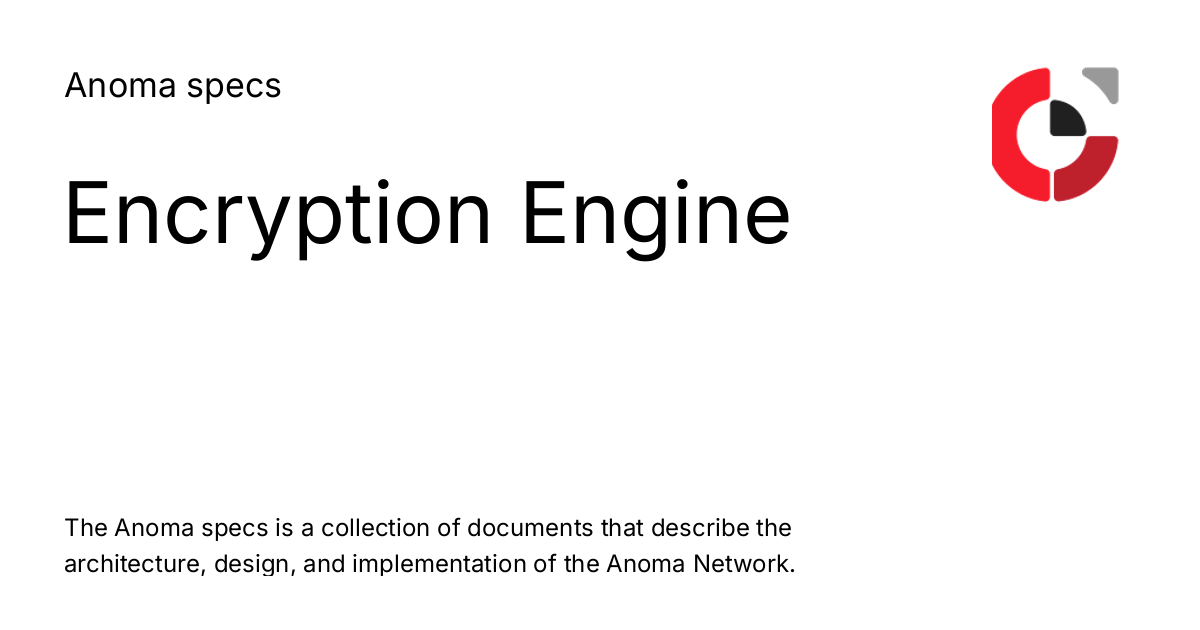 Anoma specs
Encryption Engine
The Anoma specs is a collection of documents that describe the
architecture, design, and implementation of the Anoma Network.